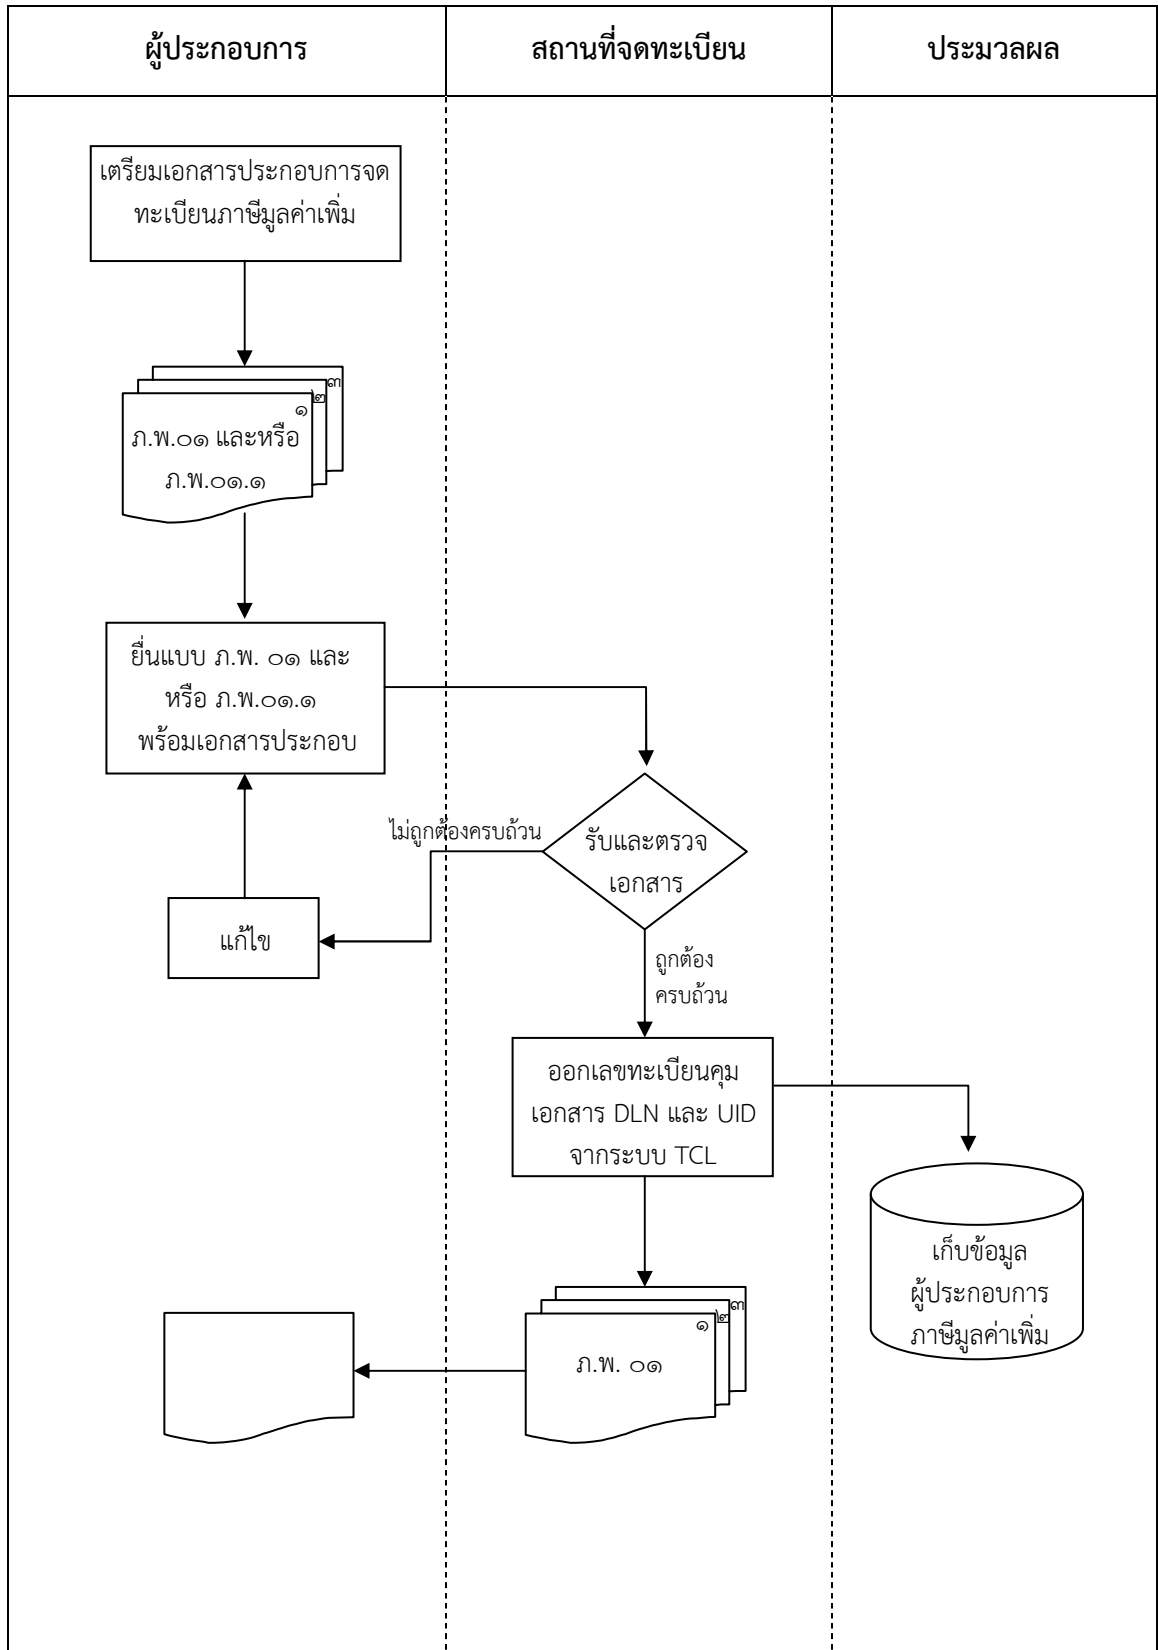 ผู้ประกอบการ
สถานที่จดทะเบียน
ประมวลผล
เตรียมเอกสารประกอบการจด
ทะเบียนภาษีมูลค่าเพิ่ม
๓
๒
๑
ภ.พ.๐๑ และหรือ
ภ.พ.๐๑.๑
ยื่นแบบ ภ.พ. ๐๑ และ
หรือ ภ.พ.๐๑.๑
พร้อมเอกสารประกอบ
ไม่ถูกต้องครบถ้วน
รับและตรวจ
เอกสาร
แก้ไข
ถูกต้อง
ครบถ้วน
ออกเลขทะเบียนคุม
เอกสาร DLN และ UID
จากระบบ TCL
เก็บข้อมูล
ผู้ประกอบการ
ภาษีมูลค่าเพิ่ม
๓
๒
๑
ภ.พ. ๐๑